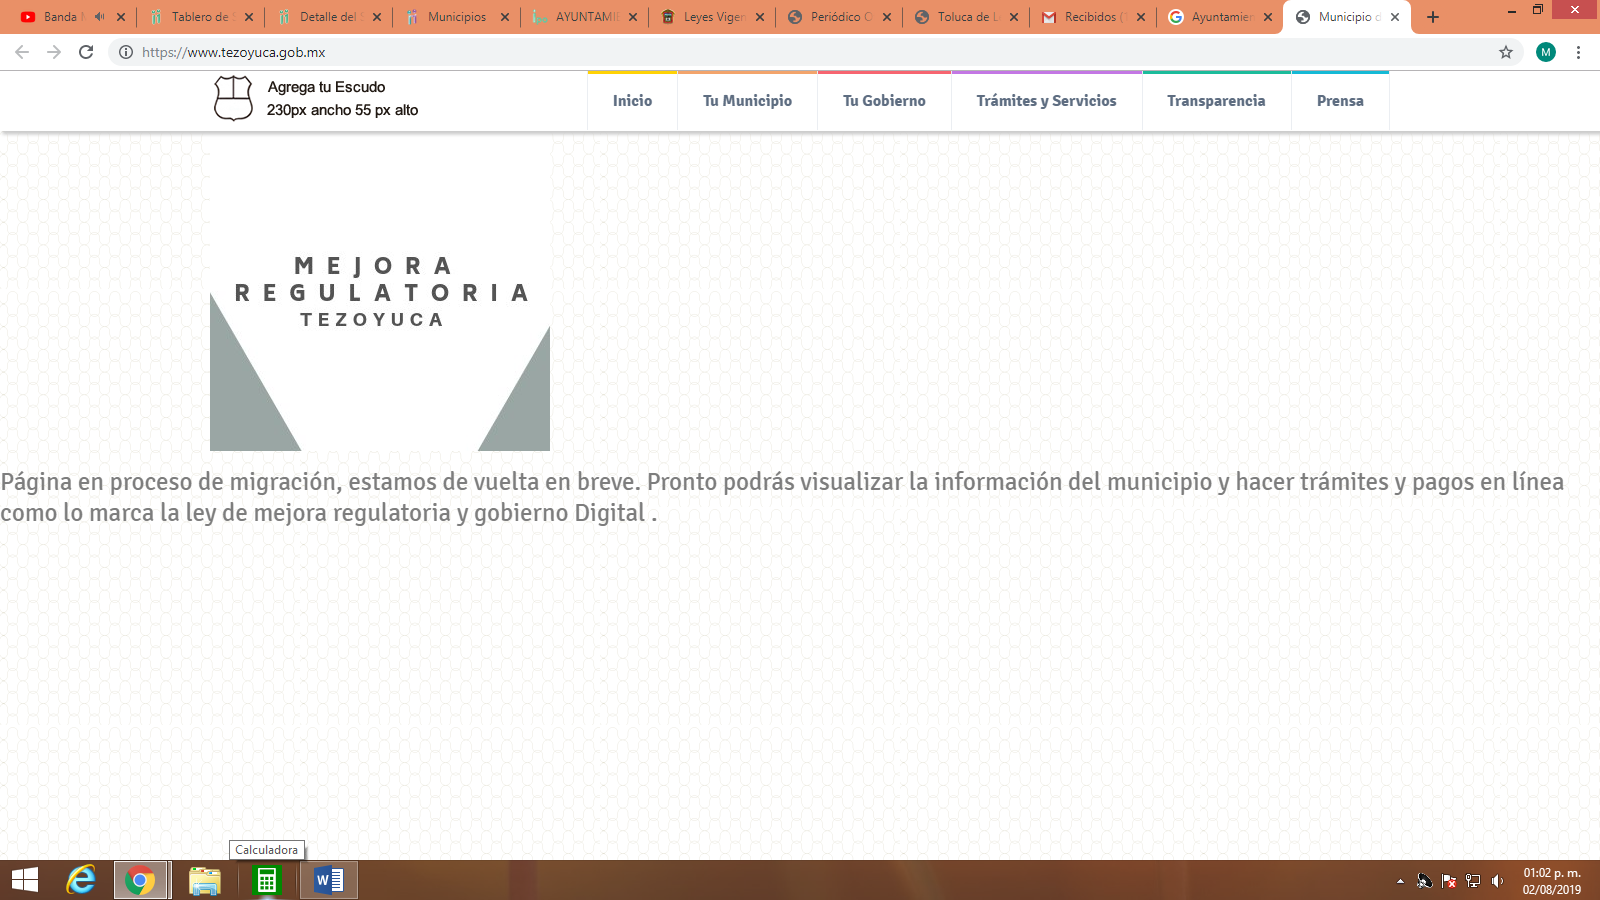 Banda
Tablero de
Detalle del
Municipios
AYUNTAMIE
Leyes Vigen
Periódico O
Toluca de L
Recibidos (
Ayuntamien
Municipio d
https://www.tezoyuca.gob.mx
M
Agrega tu Escudo
230px ancho 55 px alto
Inicio
Tu Municipio
Tu Gobierno
Trámites y Servicios
Transparencia
Prensa
MEJORA
REGULATORIA
TEZOYUCA
Página en proceso de migración, estamos de vuelta en breve. Pronto podrás visualizar la información del municipio y hacer trámites y pagos en línea
como lo marca la ley de mejora regulatoria y gobierno Digital .
Calculadora
01:02 p. m.
02/08/2019